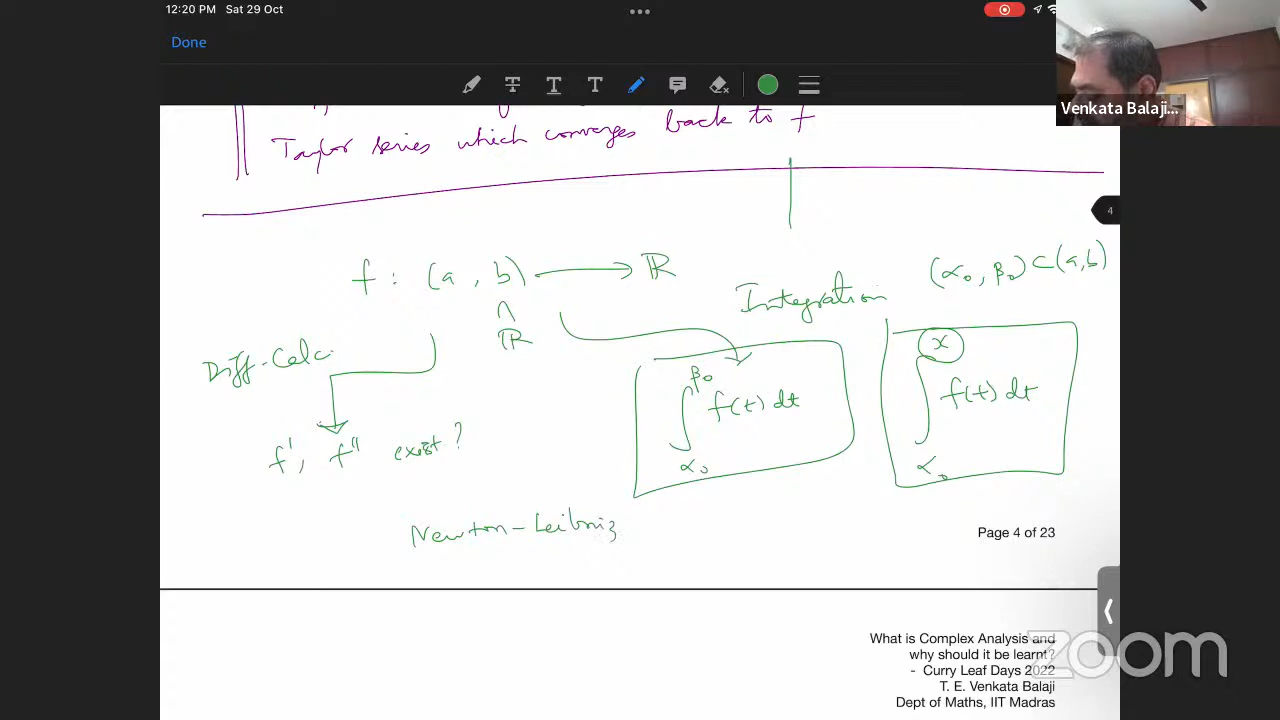 12:20 PM Sat 29 Oct
Done
Venkata Balaji...
Taylor series which converges back to f
4
f : (a , b) ⟶ ℝ
∩
ℝ
Integration
(α₀, β₀) ⊂ (a, b)
Diff-Calc
f', f'' exist ?
∫_{α₀}^{β₀} f(t) dt
∫_{α₀}^{x} f(t) dt
Newton-Leibniz
Page 4 of 23
What is Complex Analysis and
why should it be learnt?
- Curry Leaf Days 2022
T. E. Venkata Balaji
Dept of Maths, IIT Madras
zoom